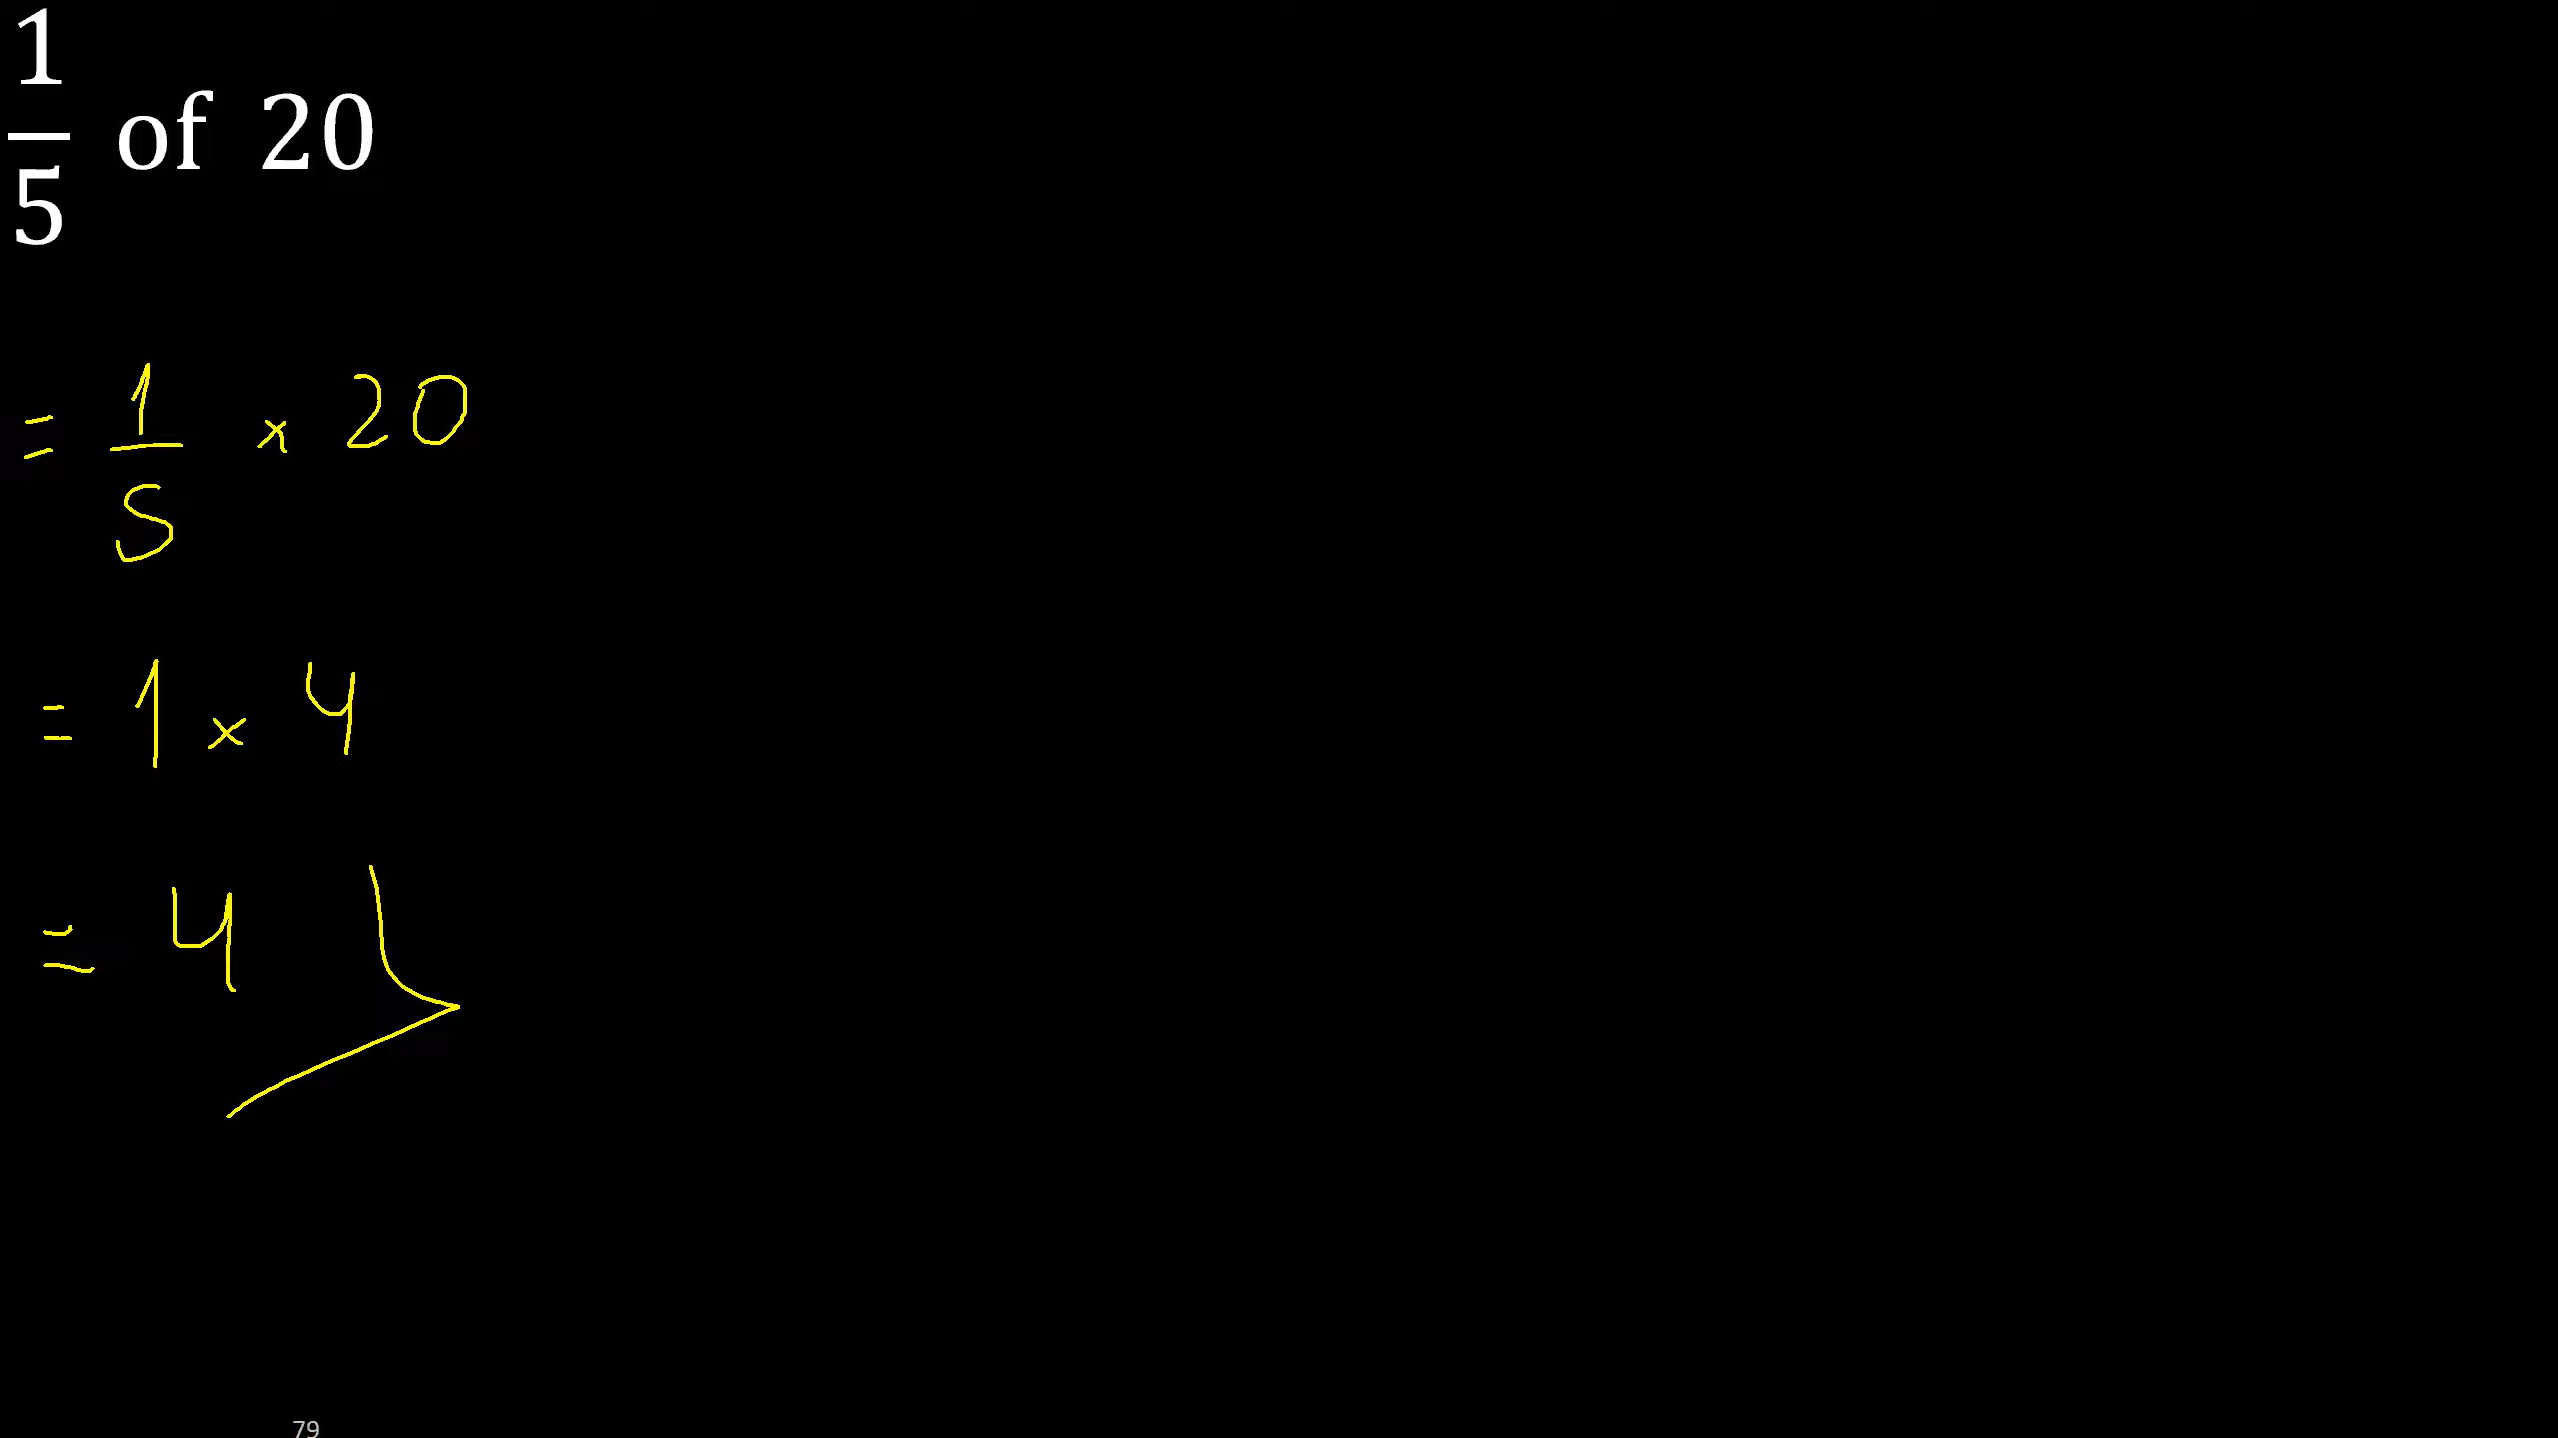 1/5 of 20
= 1/5 × 20
= 1 × 4
= 4
79